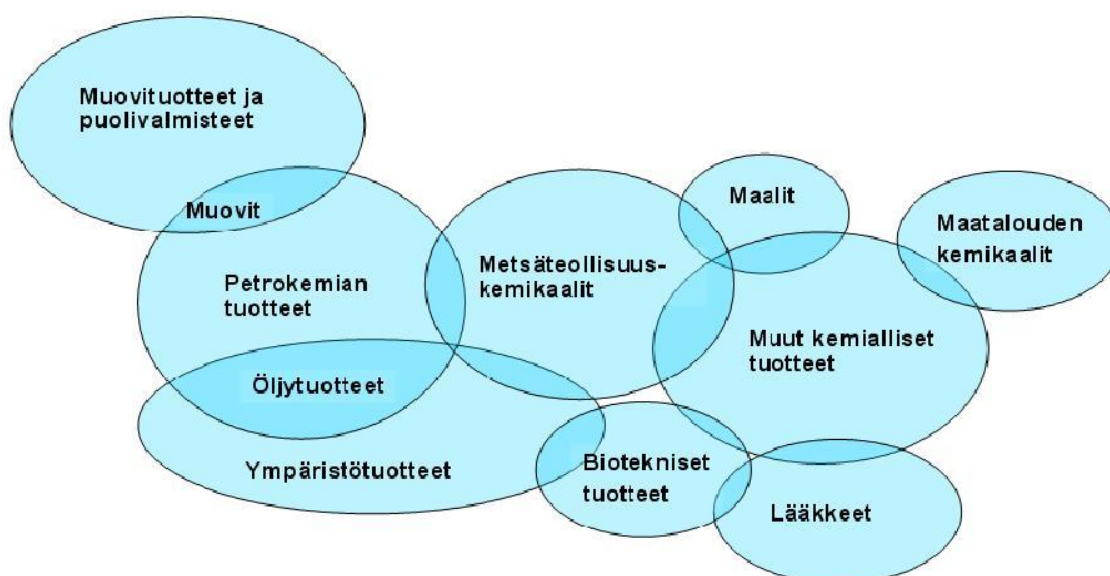 Muovituotteet ja
puolivalmisteet
Muovit
Petrokemian
tuotteet
Öljytuotteet
Ympäristötuotteet
Metsäteollisuus-
kemikaalit
Maalit
Maatalouden
kemikaalit
Muut kemialliset
tuotteet
Biotekniset
tuotteet
Lääkkeet